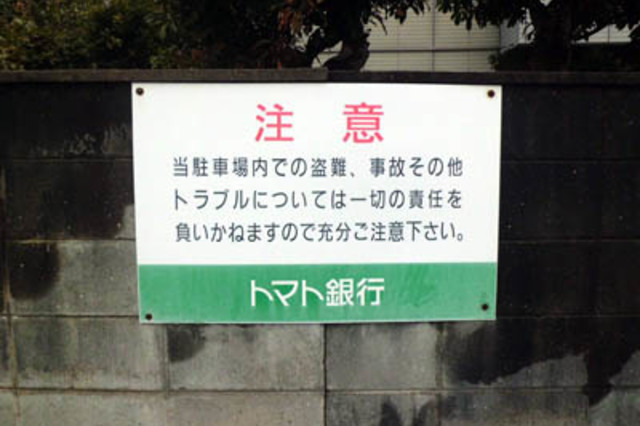 注意
当駐車場内での盗難、事故その他
トラブルについては一切の責任を
負いかねますので充分ご注意下さい。
トマト銀行